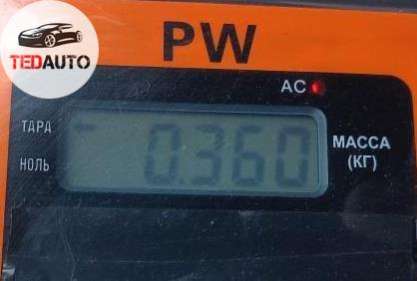 TEDAUTO
PW
AC
ТАРА
0.360
НОЛЬ
МАССА
(КГ)